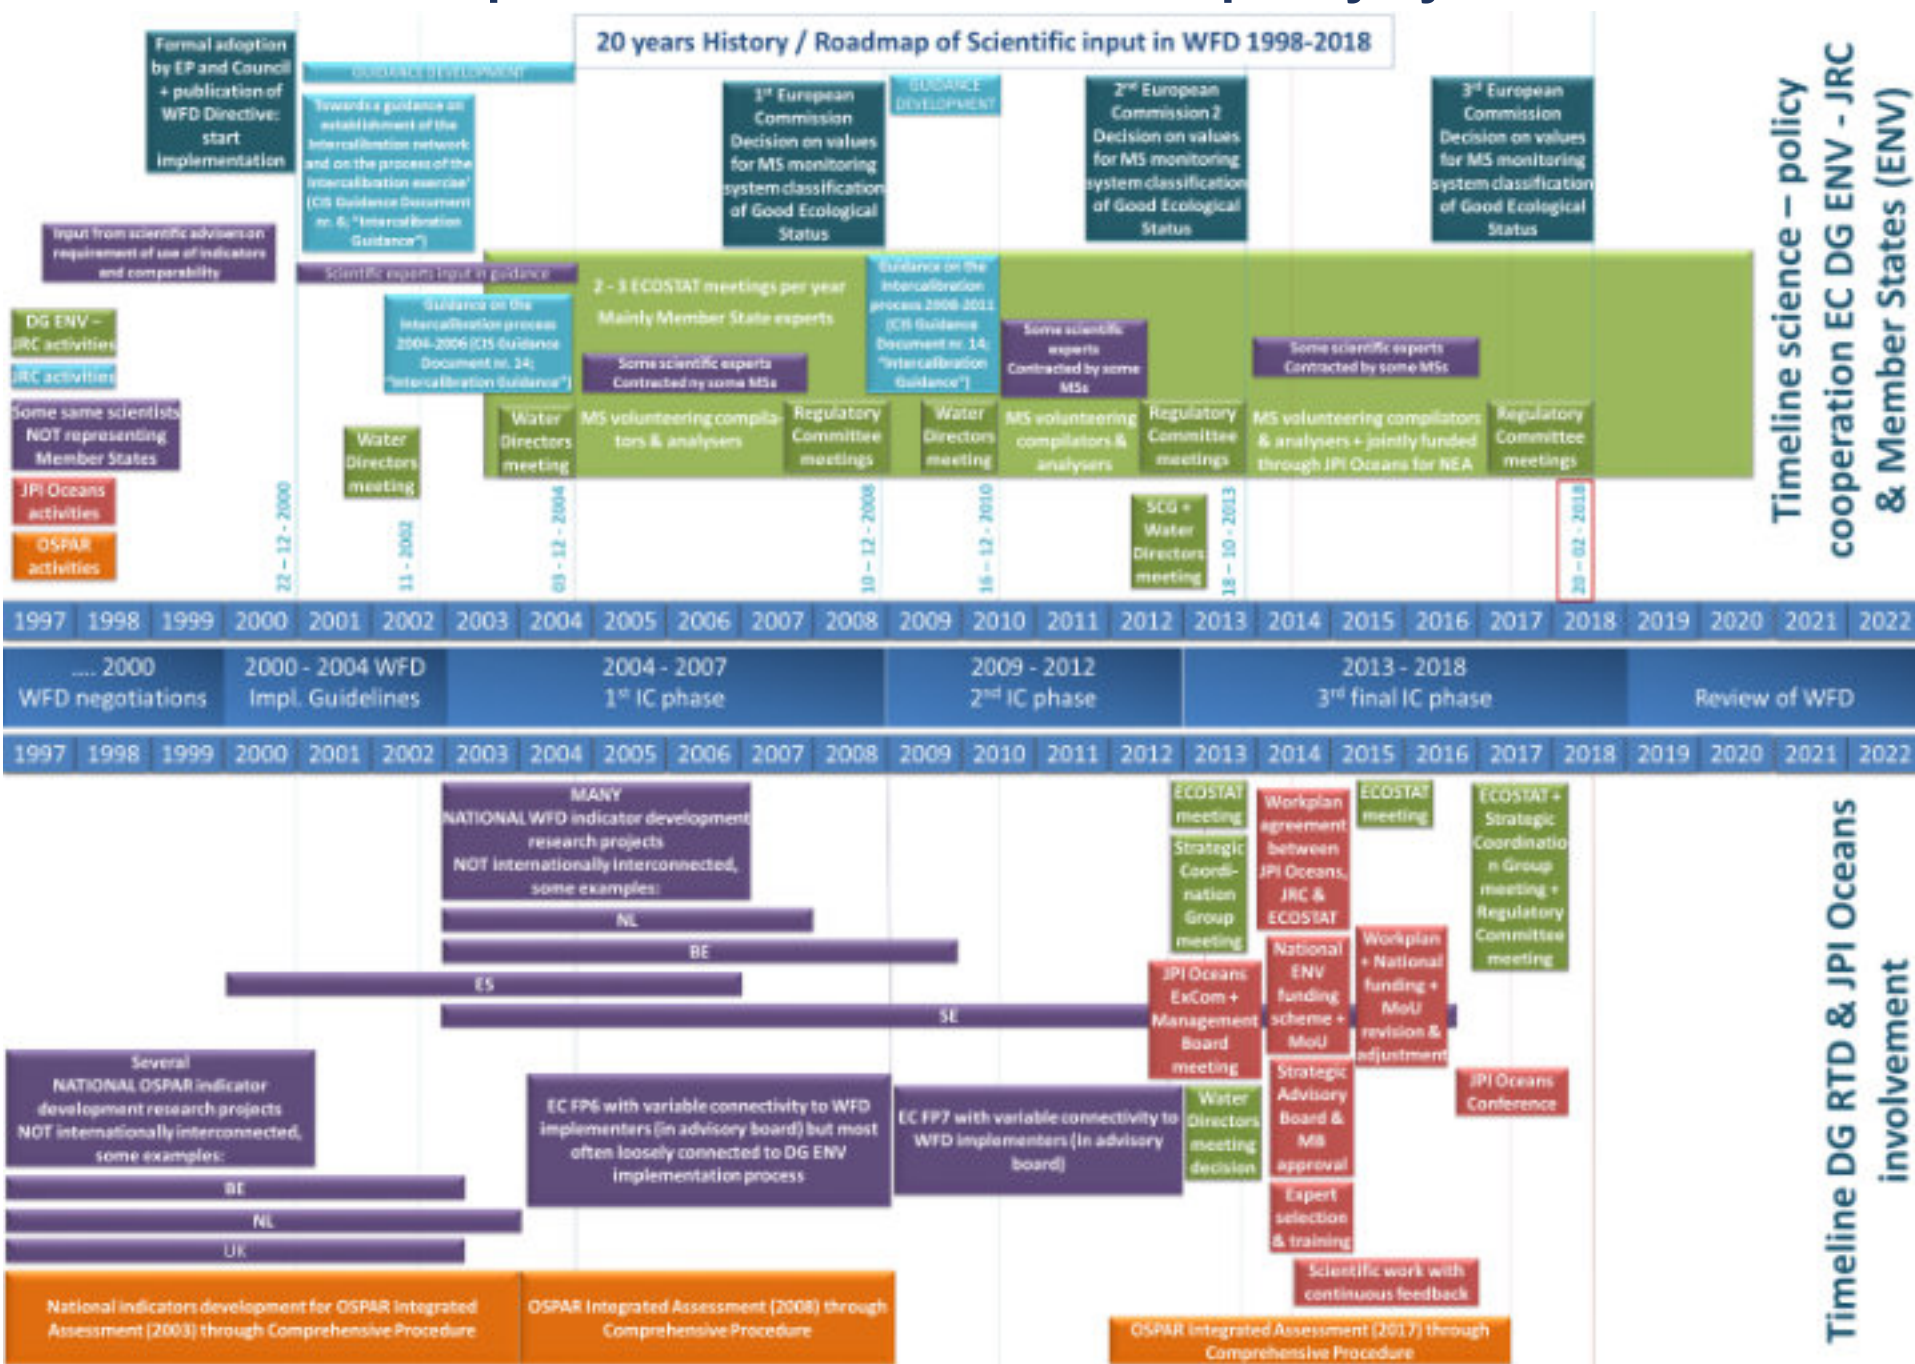 20 years History / Roadmap of Scientific input in WFD 1998-2018
Formal adoption
by EP and Council
+ publication of
WFD Directive:
start
implementation
GUIDANCE DEVELOPMENT
Towards a guidance on
establishment of the
Intercalibration network
and on the process of the
Intercalibration exercise'
(CIS Guidance Document
nr. 6; "Intercalibration
Guidance")
1st European
Commission
Decision on values
for MS monitoring
system classification
of Good Ecological
Status
GUIDANCE
DEVELOPMENT
2nd European
Commission 2
Decision on values
for MS monitoring
system classification
of Good Ecological
Status
3rd European
Commission
Decision on values
for MS monitoring
system classification
of Good Ecological
Status
Timeline science – policy
cooperation EC DG ENV - JRC
& Member States (ENV)
Input from scientific advisers on
requirement of use of indicators
and comparability
Scientific experts input in guidance
Guidance on the
Intercalibration process
2004-2006 (CIS Guidance
Document nr. 14;
"Intercalibration Guidance")
2 - 3 ECOSTAT meetings per year
Mainly Member State experts
Some scientific experts
Contracted ny some MSs
Guidance on the
Intercalibration
process 2008-2011
(CIS Guidance
Document nr. 14;
"Intercalibration
Guidance")
Some scientific
experts
Contracted by some
MSs
Some scientific experts
Contracted by some MSs
DG ENV –
JRC activities
JRC activities
Some same scientists
NOT representing
Member States
JPI Oceans
activities
OSPAR
activities
Water
Directors
meeting
Water
Directors
meeting
MS volunteering compila-
tors & analysers
Regulatory
Committee
meetings
Water
Directors
meeting
MS volunteering
compilators &
analysers
Regulatory
Committee
meetings
MS volunteering compilators
& analysers + jointly funded
through JPI Oceans for NEA
Regulatory
Committee
meetings
SCG +
Water
Directors
meeting
22 – 12 - 2000
11 - 2002
03 - 12 - 2004
10 – 12 - 2008
16 – 12 - 2010
18 – 10 - 2013
20 – 02 - 2018
1997 1998 1999 2000 2001 2002 2003 2004 2005 2006 2007 2008 2009 2010 2011 2012 2013 2014 2015 2016 2017 2018 2019 2020 2021 2022
.... 2000
WFD negotiations
2000 - 2004 WFD
Impl. Guidelines
2004 - 2007
1st IC phase
2009 - 2012
2nd IC phase
2013 - 2018
3rd final IC phase
Review of WFD
1997 1998 1999 2000 2001 2002 2003 2004 2005 2006 2007 2008 2009 2010 2011 2012 2013 2014 2015 2016 2017 2018 2019 2020 2021 2022
MANY
NATIONAL WFD indicator development
research projects
NOT internationally interconnected,
some examples:
NL
BE
ES
SE
Several
NATIONAL OSPAR indicator
development research projects
NOT internationally interconnected,
some examples:
BE
NL
UK
EC FP6 with variable connectivity to WFD
implementers (in advisory board) but most
often loosely connected to DG ENV
implementation process
EC FP7 with variable connectivity to
WFD implementers (in advisory
board)
ECOSTAT
meeting
Strategic
Coordi-
nation
Group
meeting
JPI Oceans
ExCom +
Management
Board
meeting
Water
Directors
meeting
decision
Workplan
agreement
between
JPI Oceans,
JRC &
ECOSTAT
National
ENV
funding
scheme +
MoU
Strategic
Advisory
Board &
MB
approval
Expert
selection
& training
ECOSTAT
meeting
Workplan
+ National
funding +
MoU
revision &
adjustment
ECOSTAT +
Strategic
Coordinatio
n Group
meeting +
Regulatory
Committee
meeting
JPI Oceans
Conference
Scientific work with
continuous feedback
National indicators development for OSPAR Integrated
Assessment (2003) through Comprehensive Procedure
OSPAR Integrated Assessment (2008) through
Comprehensive Procedure
OSPAR Integrated Assessment (2017) through
Comprehensive Procedure
Timeline DG RTD & JPI Oceans
involvement